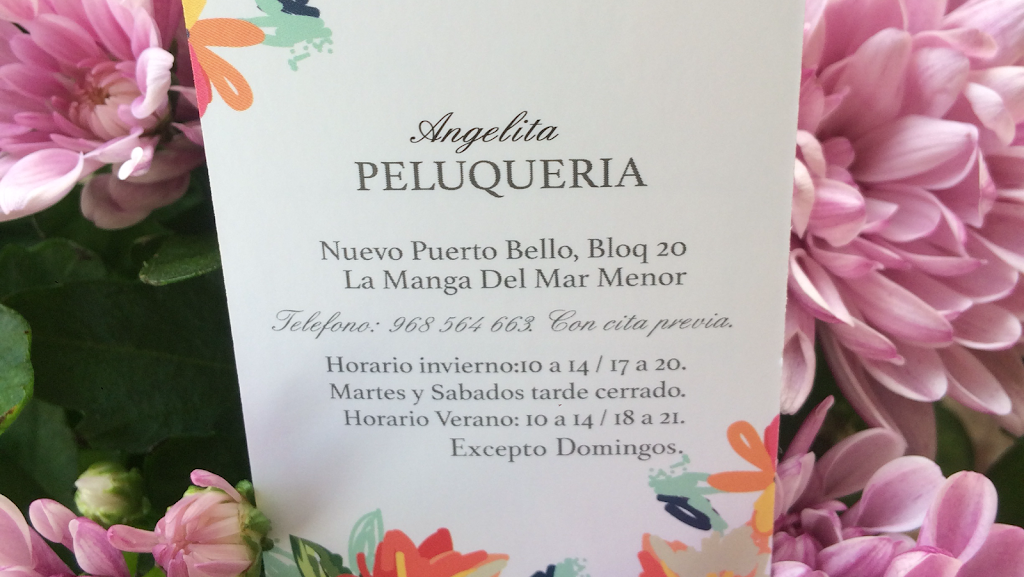 Angelita
PELUQUERIA
Nuevo Puerto Bello, Bloq 20
La Manga Del Mar Menor
Telefono: 968 564 663. Con cita previa.
Horario invierno:10 a 14 / 17 a 20.
Martes y Sabados tarde cerrado.
Horario Verano: 10 a 14 / 18 a 21.
Excepto Domingos.